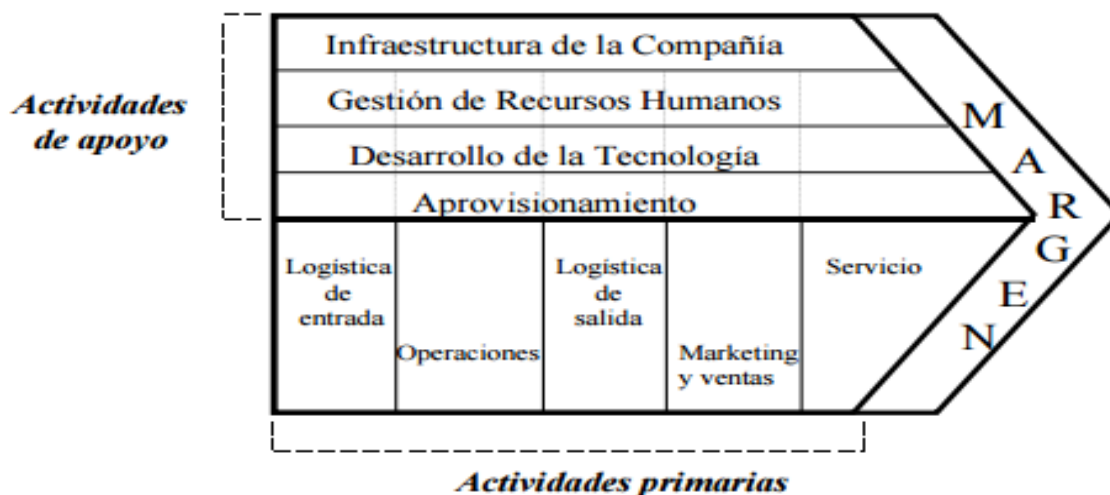 Infraestructura de la Compañía
Gestión de Recursos Humanos
Desarrollo de la Tecnología
Aprovisionamiento
Actividades
de apoyo
Logística
de
entrada
Operaciones
Logística
de
salida
Marketing
y ventas
Servicio
MARGEN
Actividades primarias